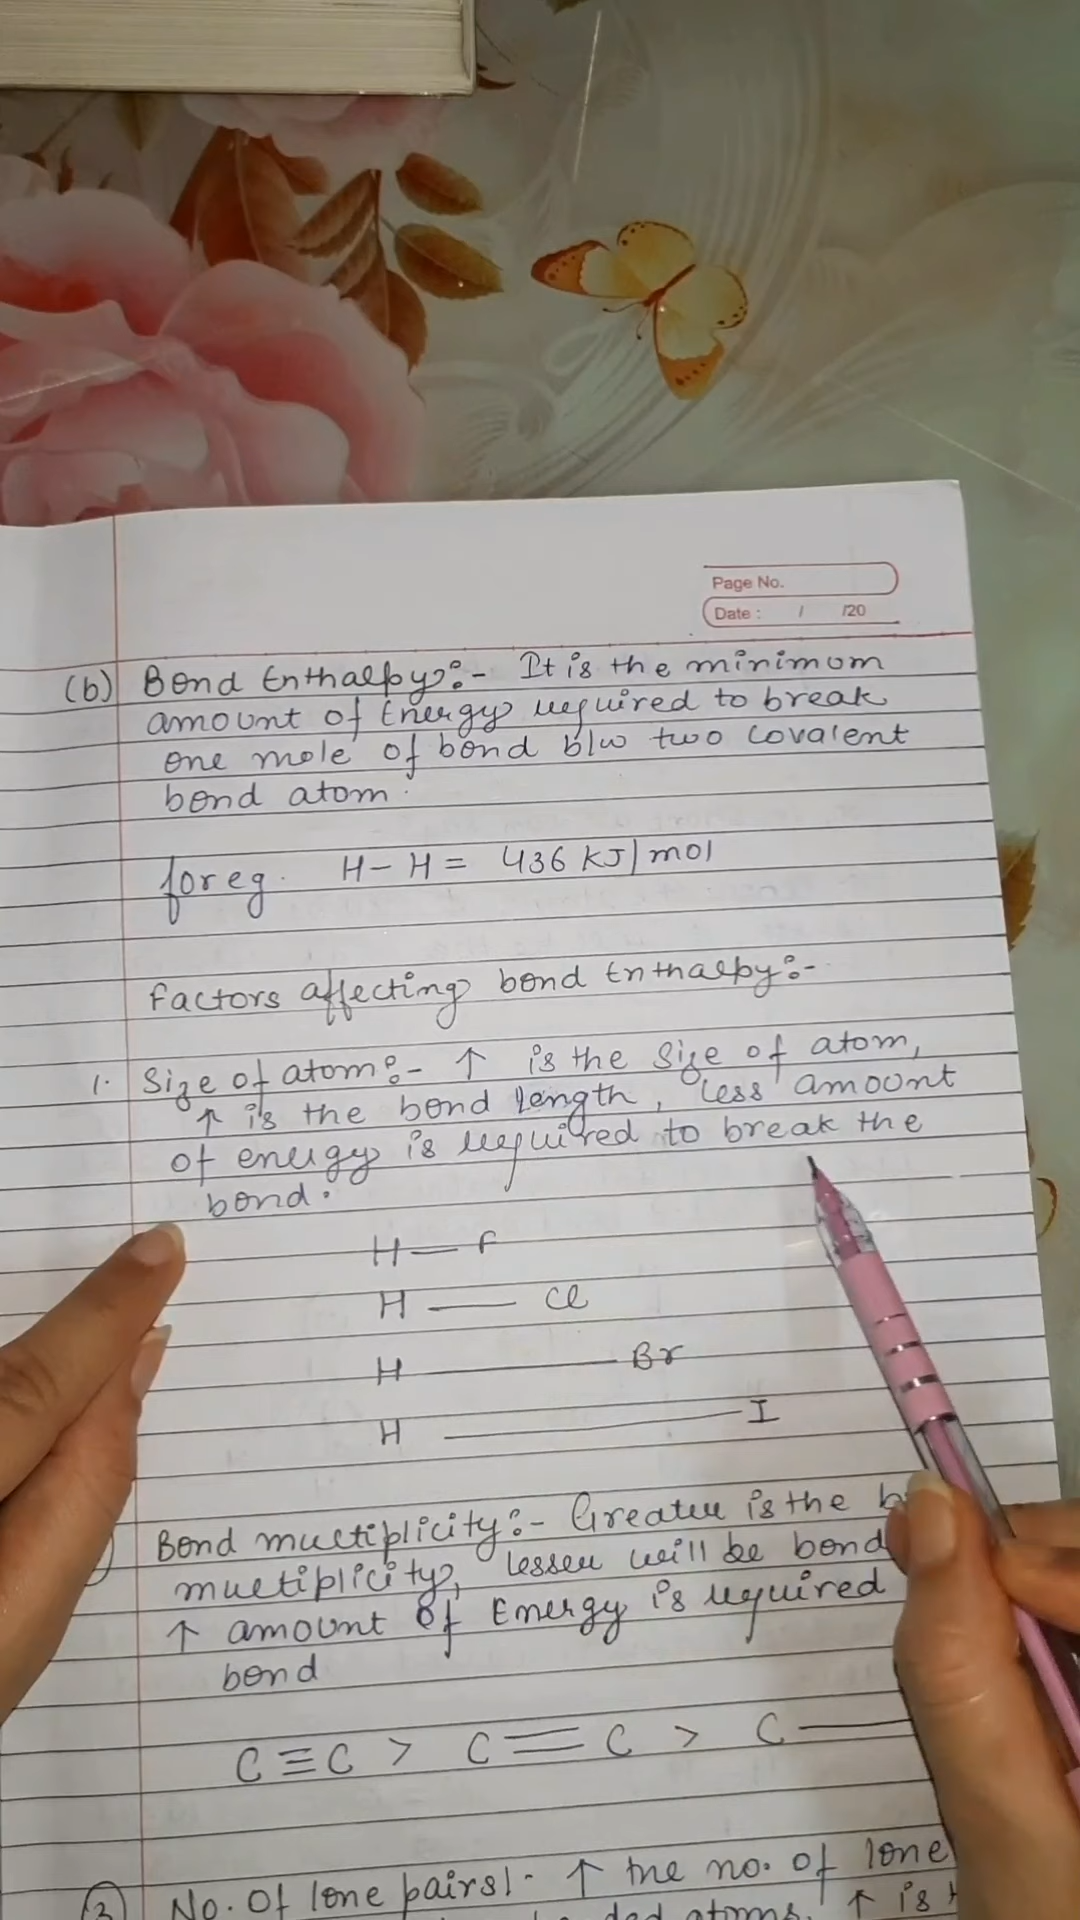 Page No.
Date : / /20
(b) Bond Enthalpy:- It is the minimum
amount of Energy required to break
one mole of bond b/w two covalent
bond atom.
for eg. H-H = 436 KJ/mol
Factors affecting bond Enthalpy:-
1. Size of atom:- ↑ is the size of atom,
↑ is the bond length, less amount
of energy is required to break the
bond.
H — F
H — Cl
H — Br
H — I
Bond multiplicity:- Greater is the
multiplicity, lesser will be bond
↑ amount of Energy is required
bond
C ≡ C > C = C > C —
3 No. Of lone pairs:- ↑ the no. of lone
ded atoms, ↑ is